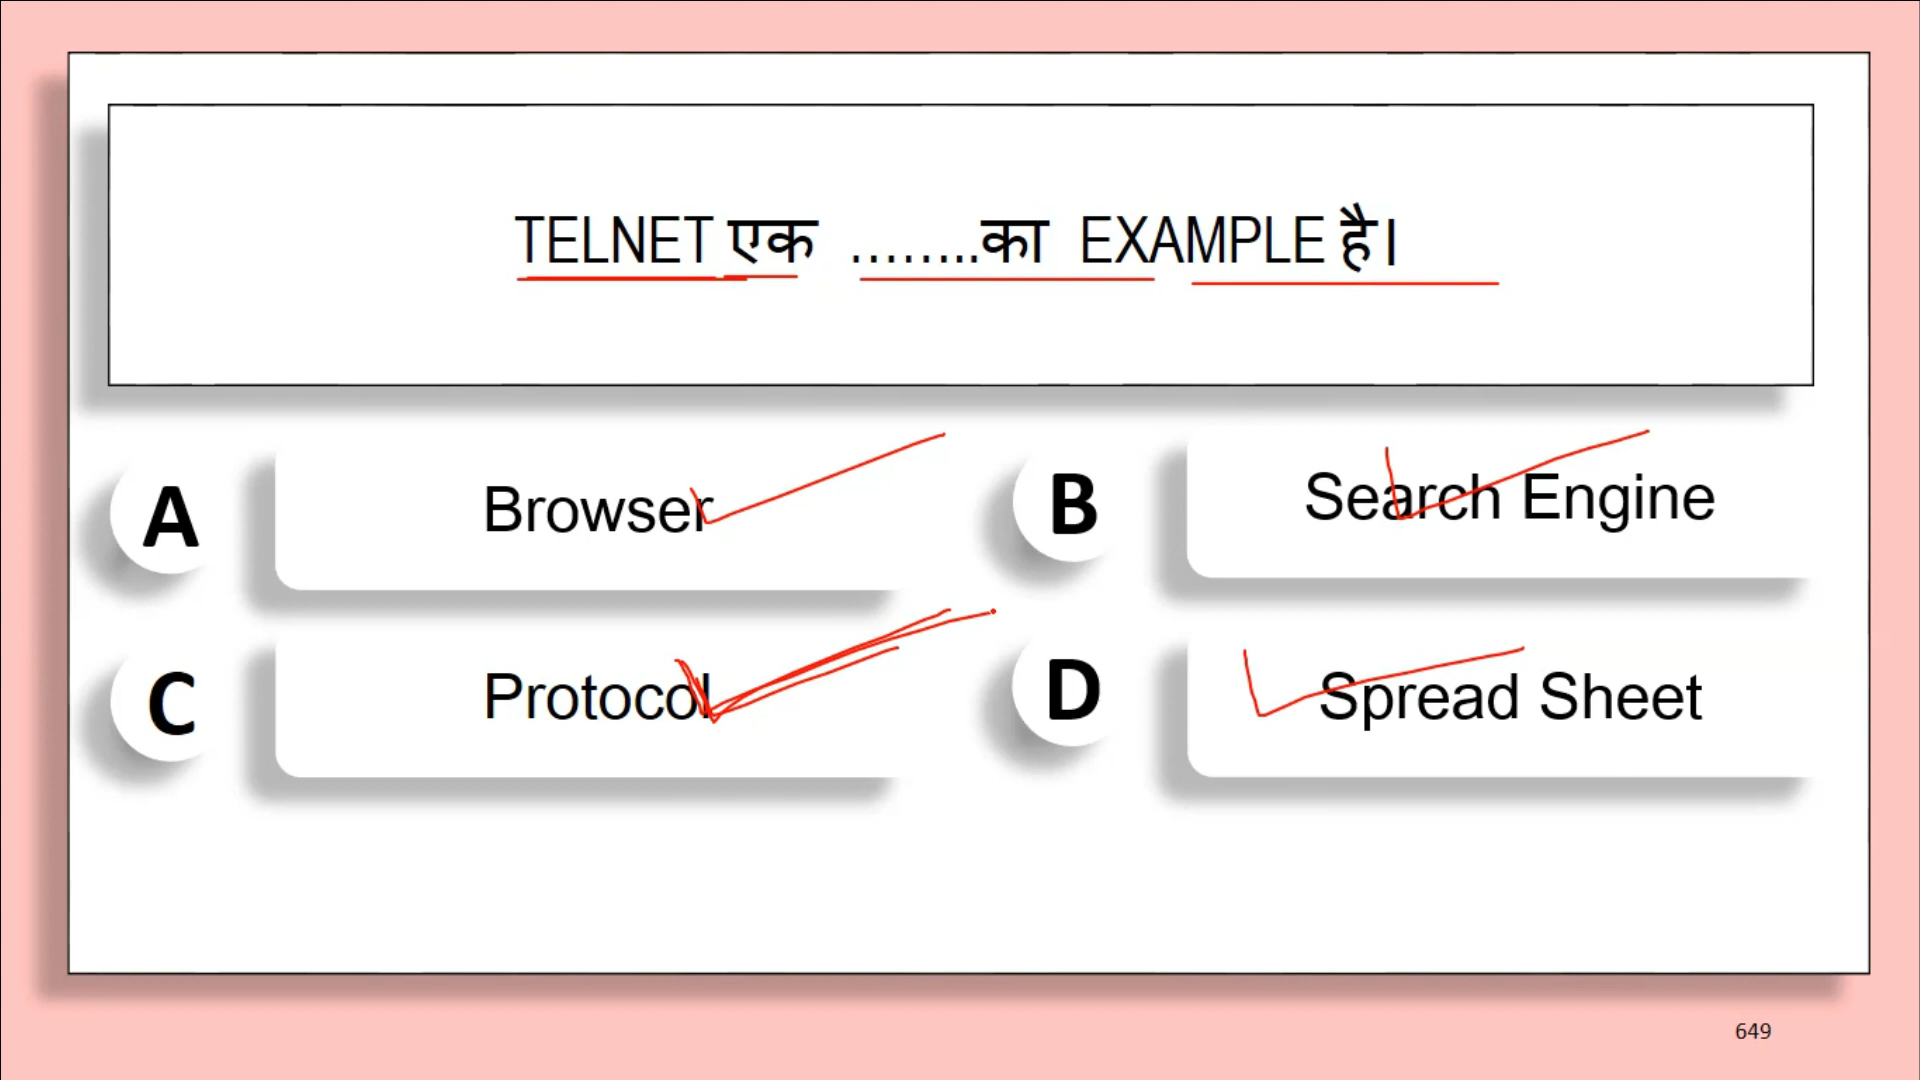 TELNET एक ........का EXAMPLE है।
A Browser
B Search Engine
C Protocol
D Spread Sheet
649